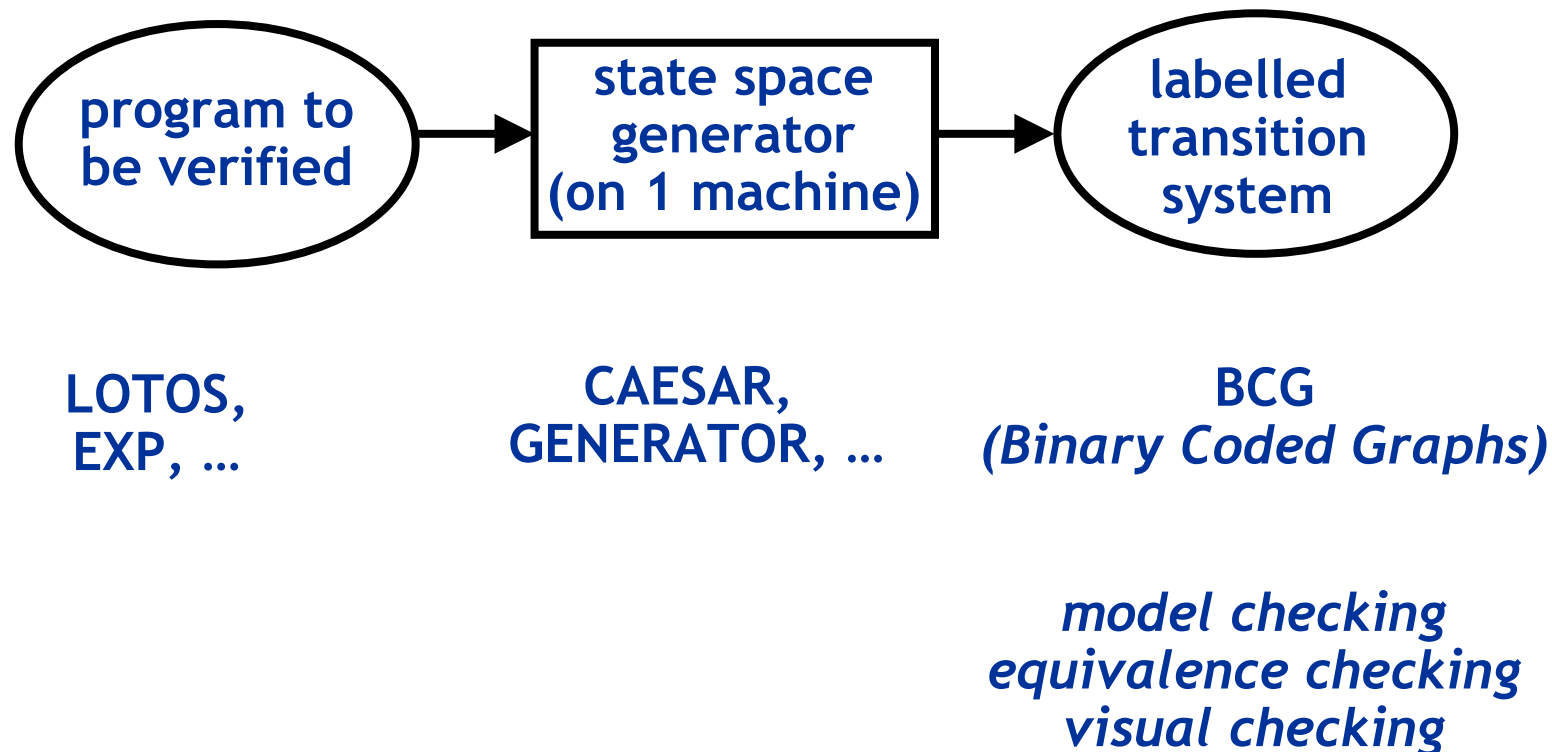 program to
be verified
state space
generator
(on 1 machine)
labelled
transition
system
LOTOS,
EXP, …
CAESAR,
GENERATOR, …
BCG
(Binary Coded Graphs)
model checking
equivalence checking
visual checking